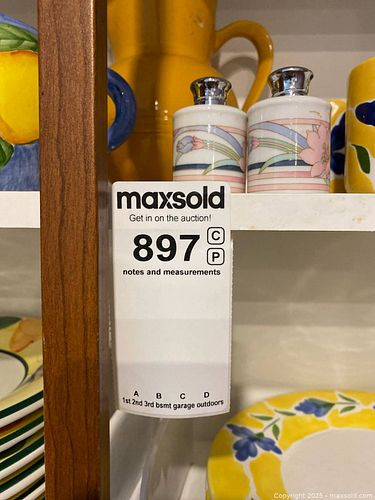 maxsold
Get in on the auction!
897 C
P
notes and measurements
A B C D
1st 2nd 3rd bsmt garage outdoors
Copyright 2025 - maxsold.com